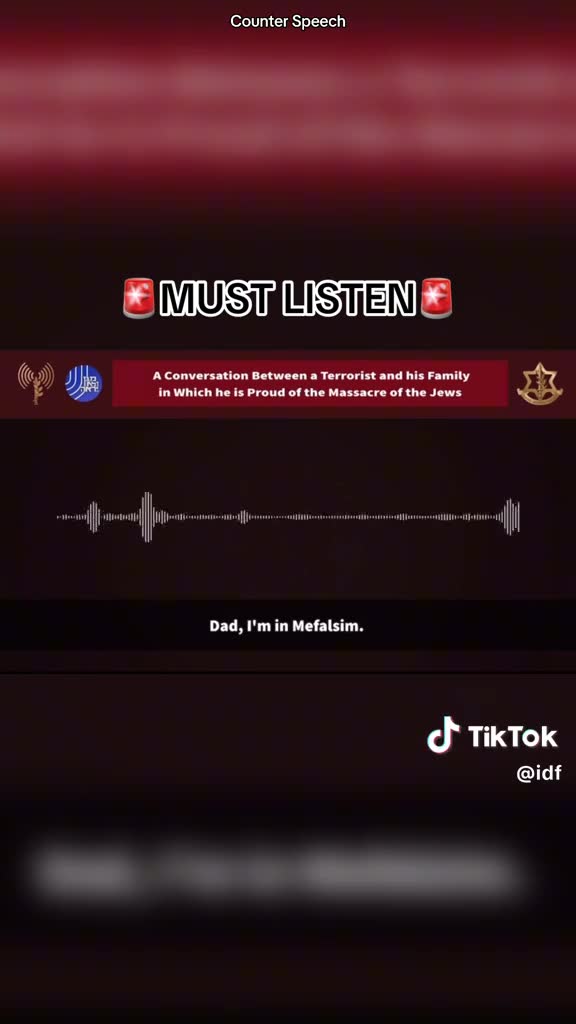 Counter Speech
🚨MUST LISTEN🚨
A Conversation Between a Terrorist and his Family
in Which he is Proud of the Massacre of the Jews
Dad, I'm in Mefalsim.
TikTok
@idf